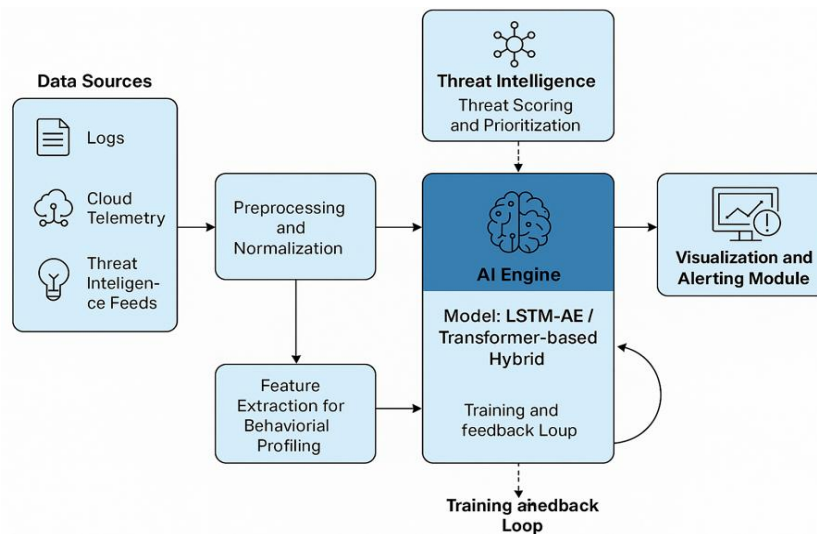 Data Sources
Logs
Cloud
Telemetry
Threat
Inteligen-
ce Feeds
Preprocessing
and
Normalization
Feature
Extraction for
Behaviorial
Profiling
Threat Intelligence
Threat Scoring
and Prioritization
AI Engine
Model: LSTM-AE /
Transformer-based
Hybrid
Training and
feedback Loup
Training ainedback
Loop
Visualization and
Alerting Module